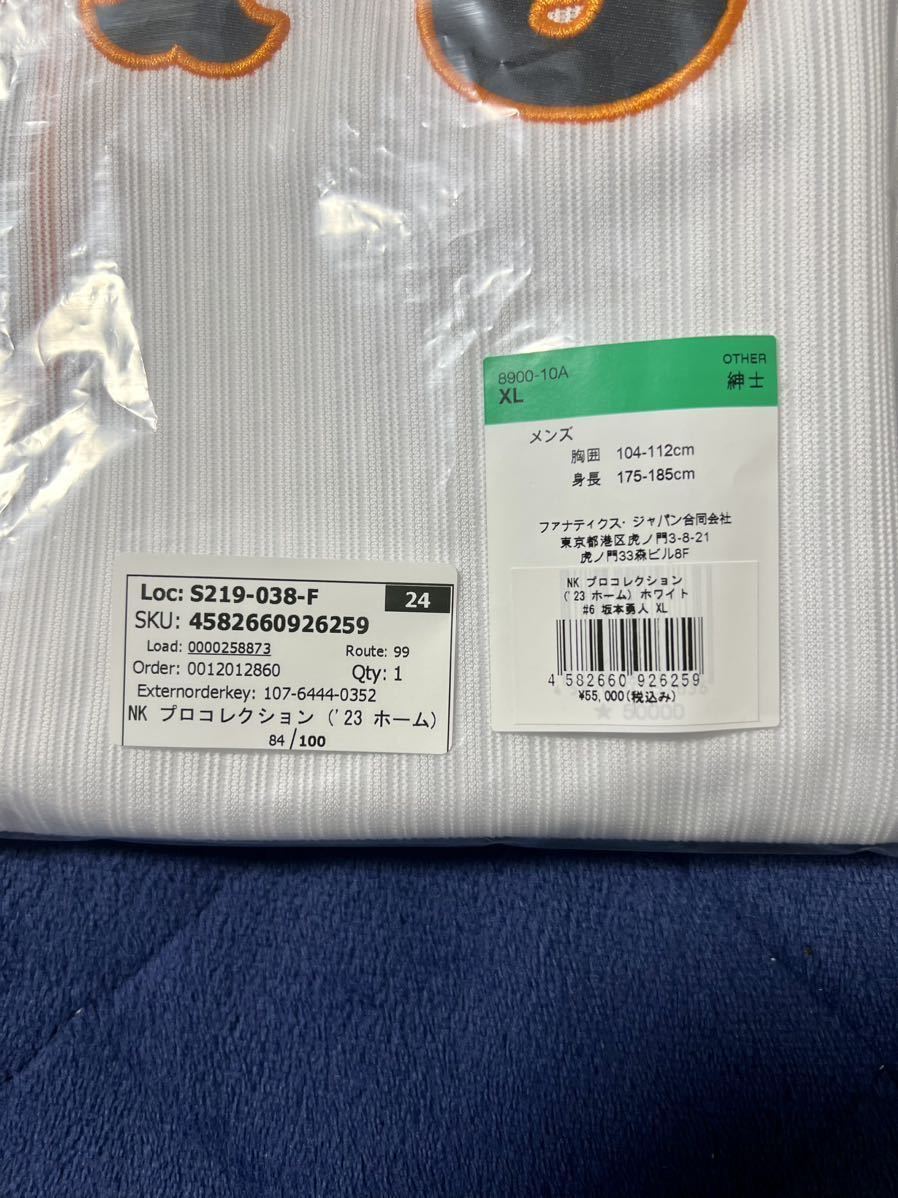 8900-10A
OTHER
XL
紳士
メンズ
胸囲 104-112cm
身長 175-185cm
ファナティクス・ジャパン合同会社
東京都港区虎ノ門3-8-21
虎ノ門33森ビル8F
NK プロコレクション
('23 ホーム) ホワイト
#6 坂本勇人 XL
4 582660 926259
¥55,000(税込み)
Loc: S219-038-F 24
SKU: 4582660926259
Load: 0000258873 Route: 99
Order: 0012012860 Qty: 1
Externorderkey: 107-6444-0352
NK プロコレクション ('23 ホーム)
84 / 100